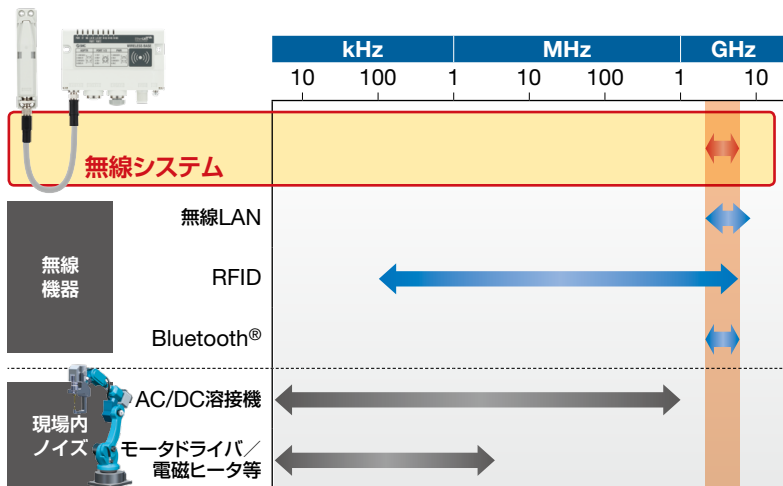 kHz MHz GHz
10 100 1 10 100 1 10
無線システム
無線機器
無線LAN
RFID
Bluetooth®
現場内
ノイズ
AC/DC溶接機
モータドライバ／
電磁ヒータ等